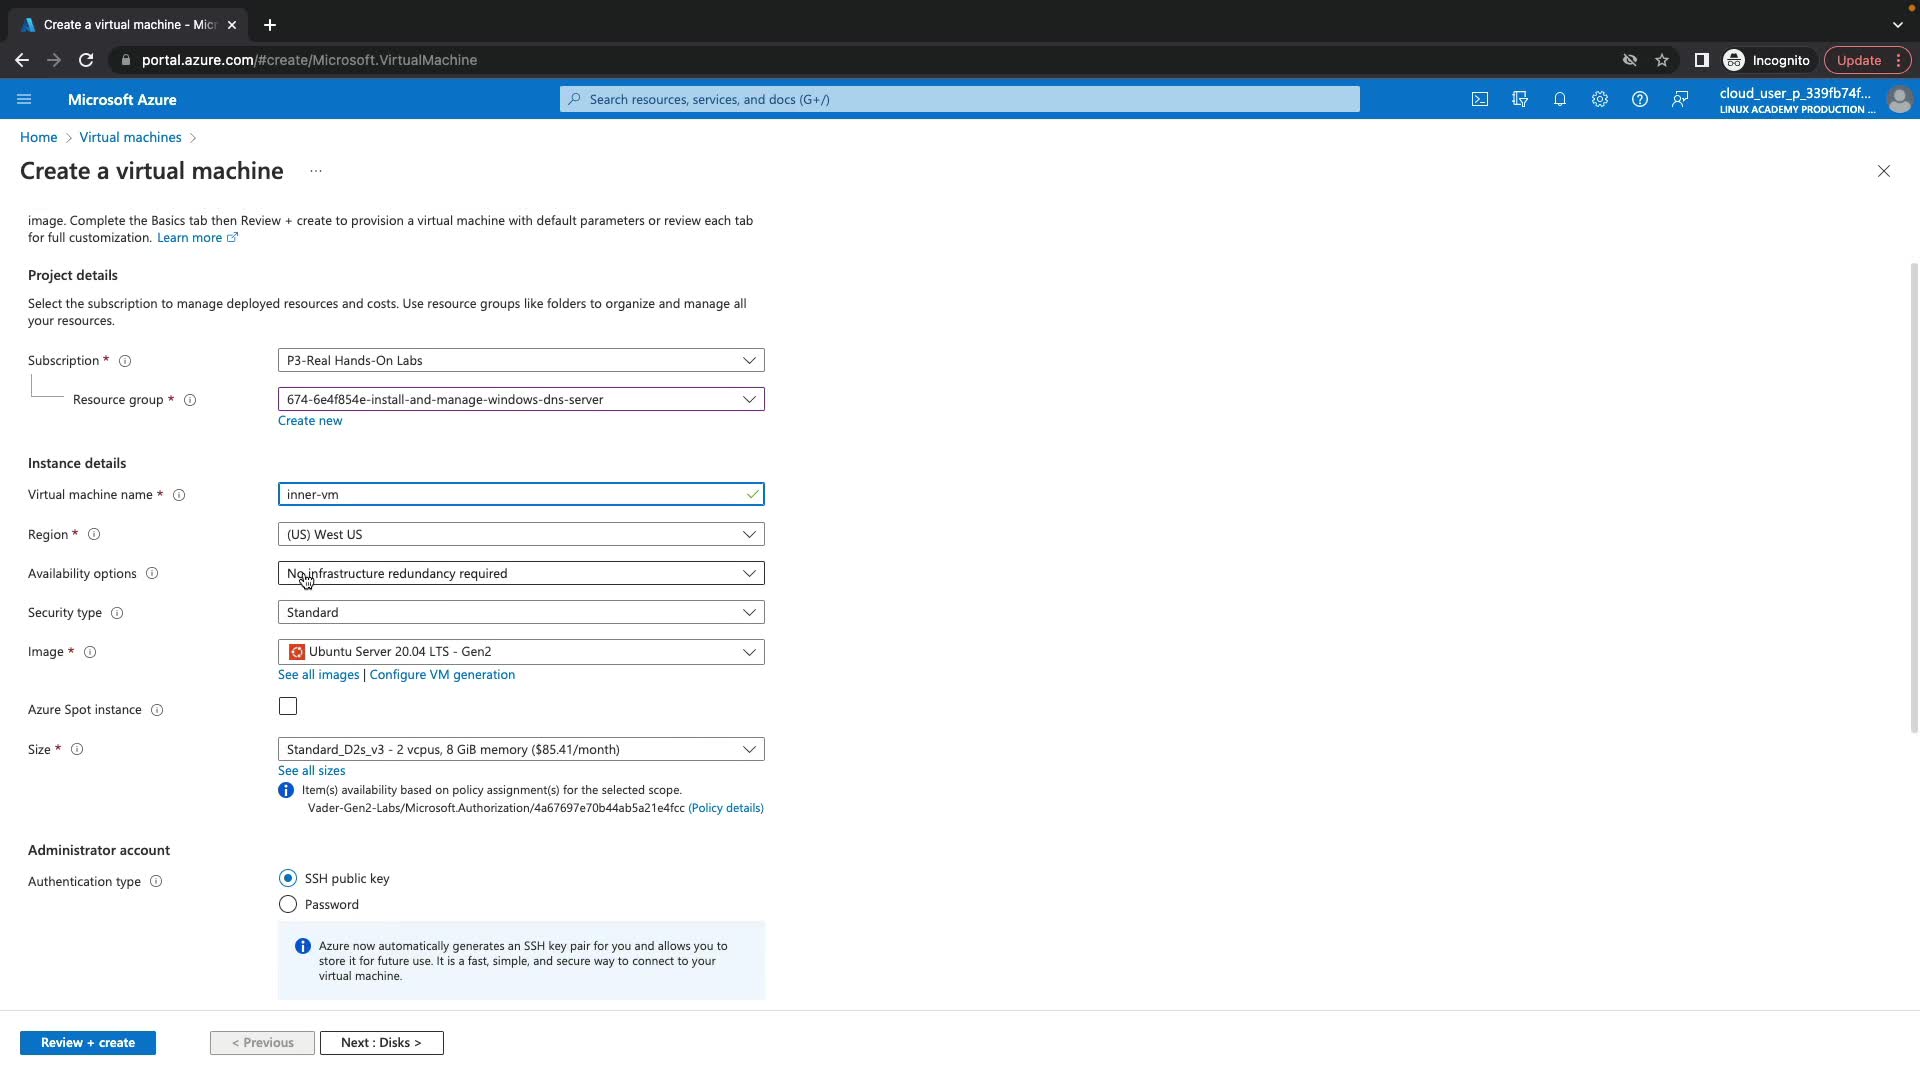 Create a virtual machine - Micr
portal.azure.com/#create/Microsoft.VirtualMachine
Incognito
Update
Microsoft Azure
Search resources, services, and docs (G+/)
cloud_user_p_339fb74f...
LINUX ACADEMY PRODUCTION ...
Home > Virtual machines >
Create a virtual machine ...
image. Complete the Basics tab then Review + create to provision a virtual machine with default parameters or review each tab
for full customization. Learn more
Project details
Select the subscription to manage deployed resources and costs. Use resource groups like folders to organize and manage all
your resources.
Subscription *
P3-Real Hands-On Labs
Resource group *
674-6e4f854e-install-and-manage-windows-dns-server
Create new
Instance details
Virtual machine name *
inner-vm
Region *
(US) West US
Availability options
No infrastructure redundancy required
Security type
Standard
Image *
Ubuntu Server 20.04 LTS - Gen2
See all images | Configure VM generation
Azure Spot instance
Size *
Standard_D2s_v3 - 2 vcpus, 8 GiB memory ($85.41/month)
See all sizes
Item(s) availability based on policy assignment(s) for the selected scope.
Vader-Gen2-Labs/Microsoft.Authorization/4a67697e70b44ab5a21e4fcc (Policy details)
Administrator account
Authentication type
SSH public key
Password
Azure now automatically generates an SSH key pair for you and allows you to
store it for future use. It is a fast, simple, and secure way to connect to your
virtual machine.
Review + create
< Previous
Next : Disks >